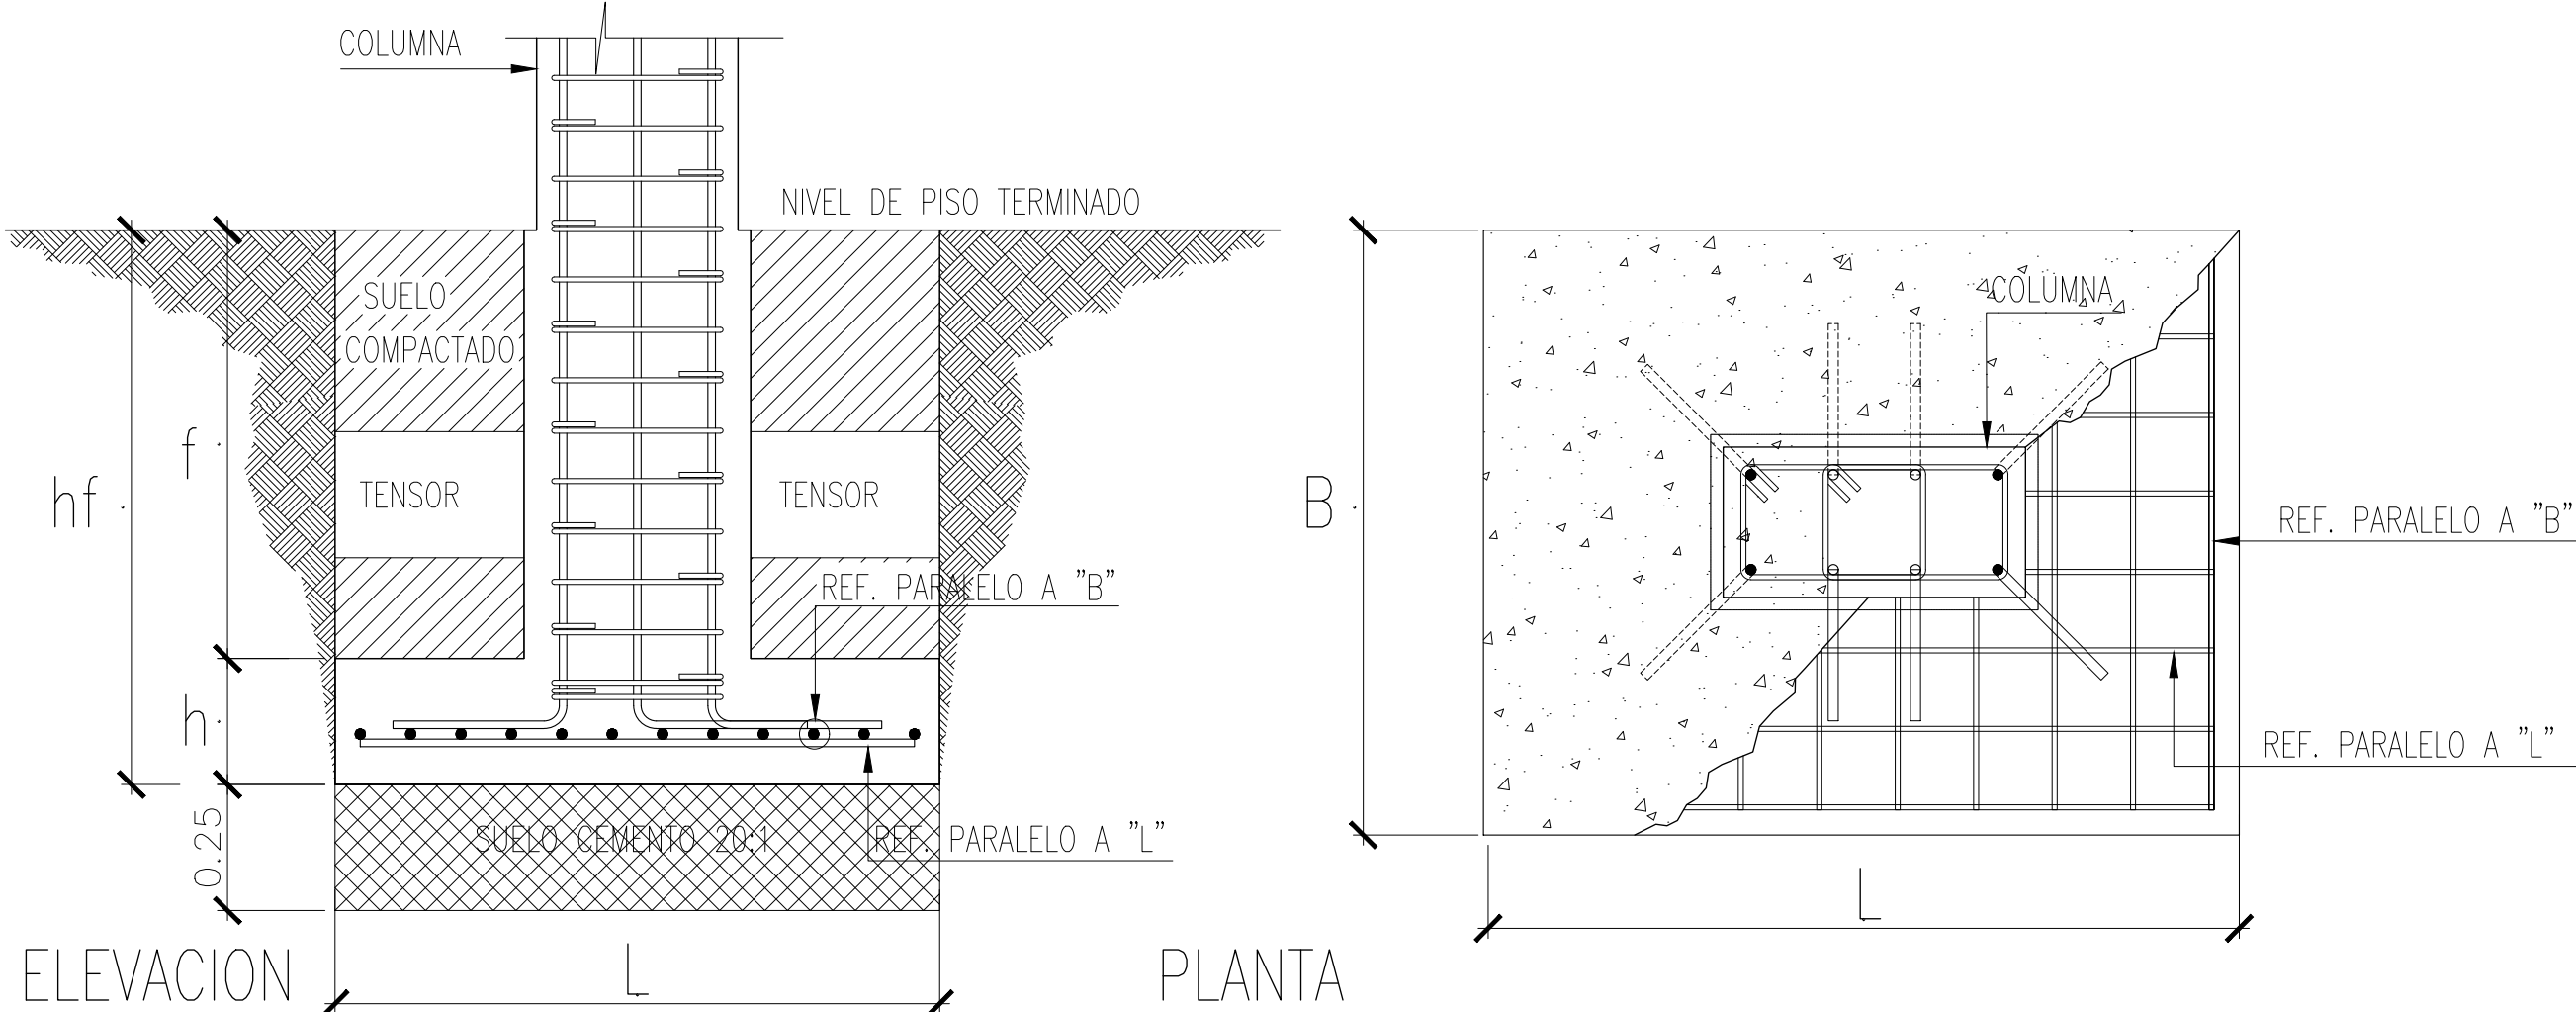 COLUMNA
NIVEL DE PISO TERMINADO
SUELO
COMPACTADO
f
hf
TENSOR
TENSOR
REF. PARALELO A "B"
h
0.25
SUELO CEMENTO 20:1
REF. PARALELO A "L"
L
ELEVACION
COLUMNA
B
REF. PARALELO A "B"
REF. PARALELO A "L"
L
PLANTA